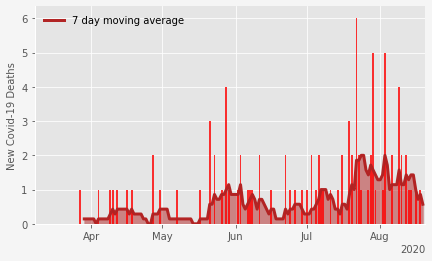 7 day moving average
New Covid-19 Deaths
6
5
4
3
2
1
0
Apr
May
Jun
Jul
Aug
2020